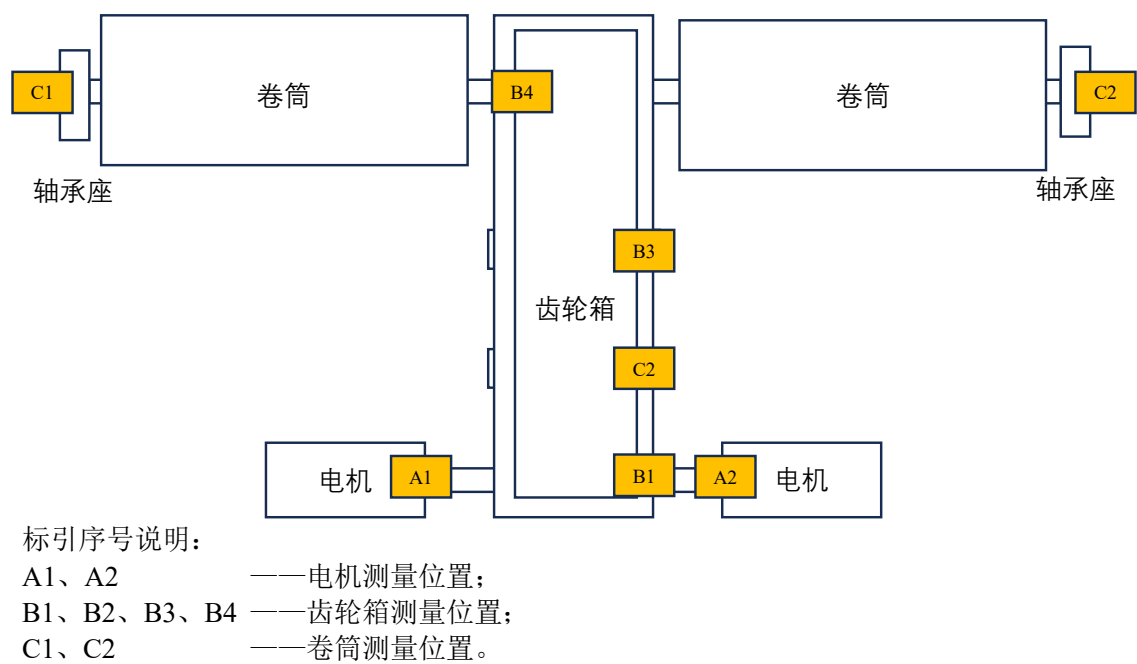 C1
卷筒
B4
卷筒
C2
轴承座
轴承座
B3
齿轮箱
C2
电机
A1
B1
A2
电机
标引序号说明:
A1、A2 ——电机测量位置;
B1、B2、B3、B4 ——齿轮箱测量位置;
C1、C2 ——卷筒测量位置。